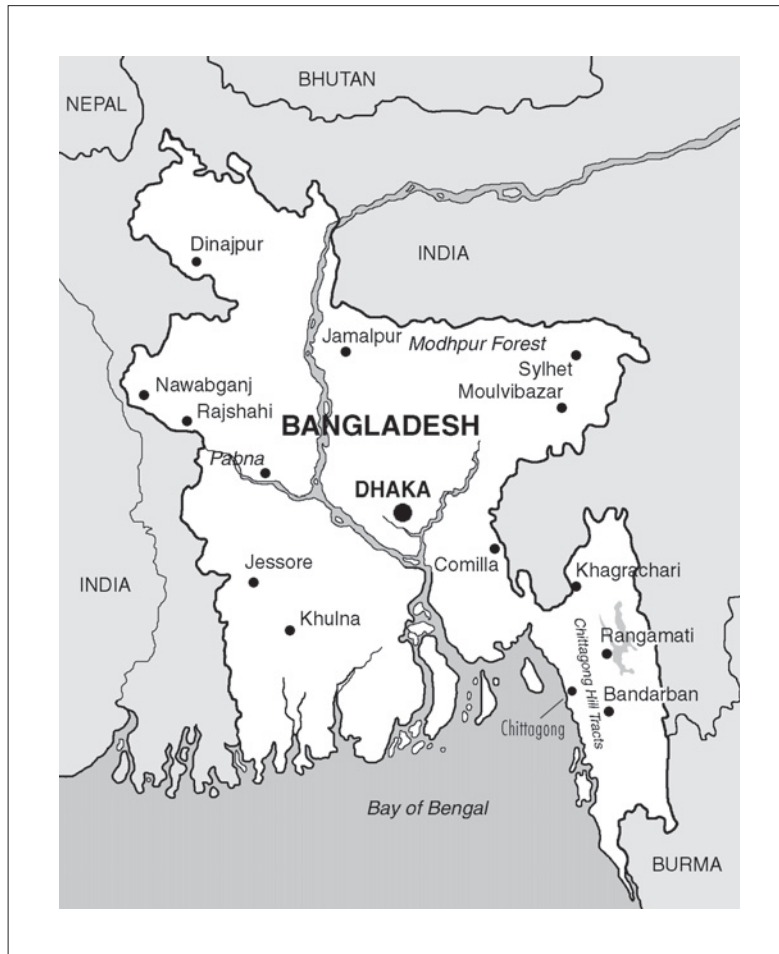 BHUTAN
NEPAL
Dinajpur
INDIA
Jamalpur
Modhpur Forest
Sylhet
Nawabganj
Moulvibazar
Rajshahi
BANGLADESH
Pabna
DHAKA
Jessore
Comilla
Khagrachari
INDIA
Khulna
Rangamati
Chittagong Hill Tracts
Bandarban
Chittagong
Bay of Bengal
BURMA